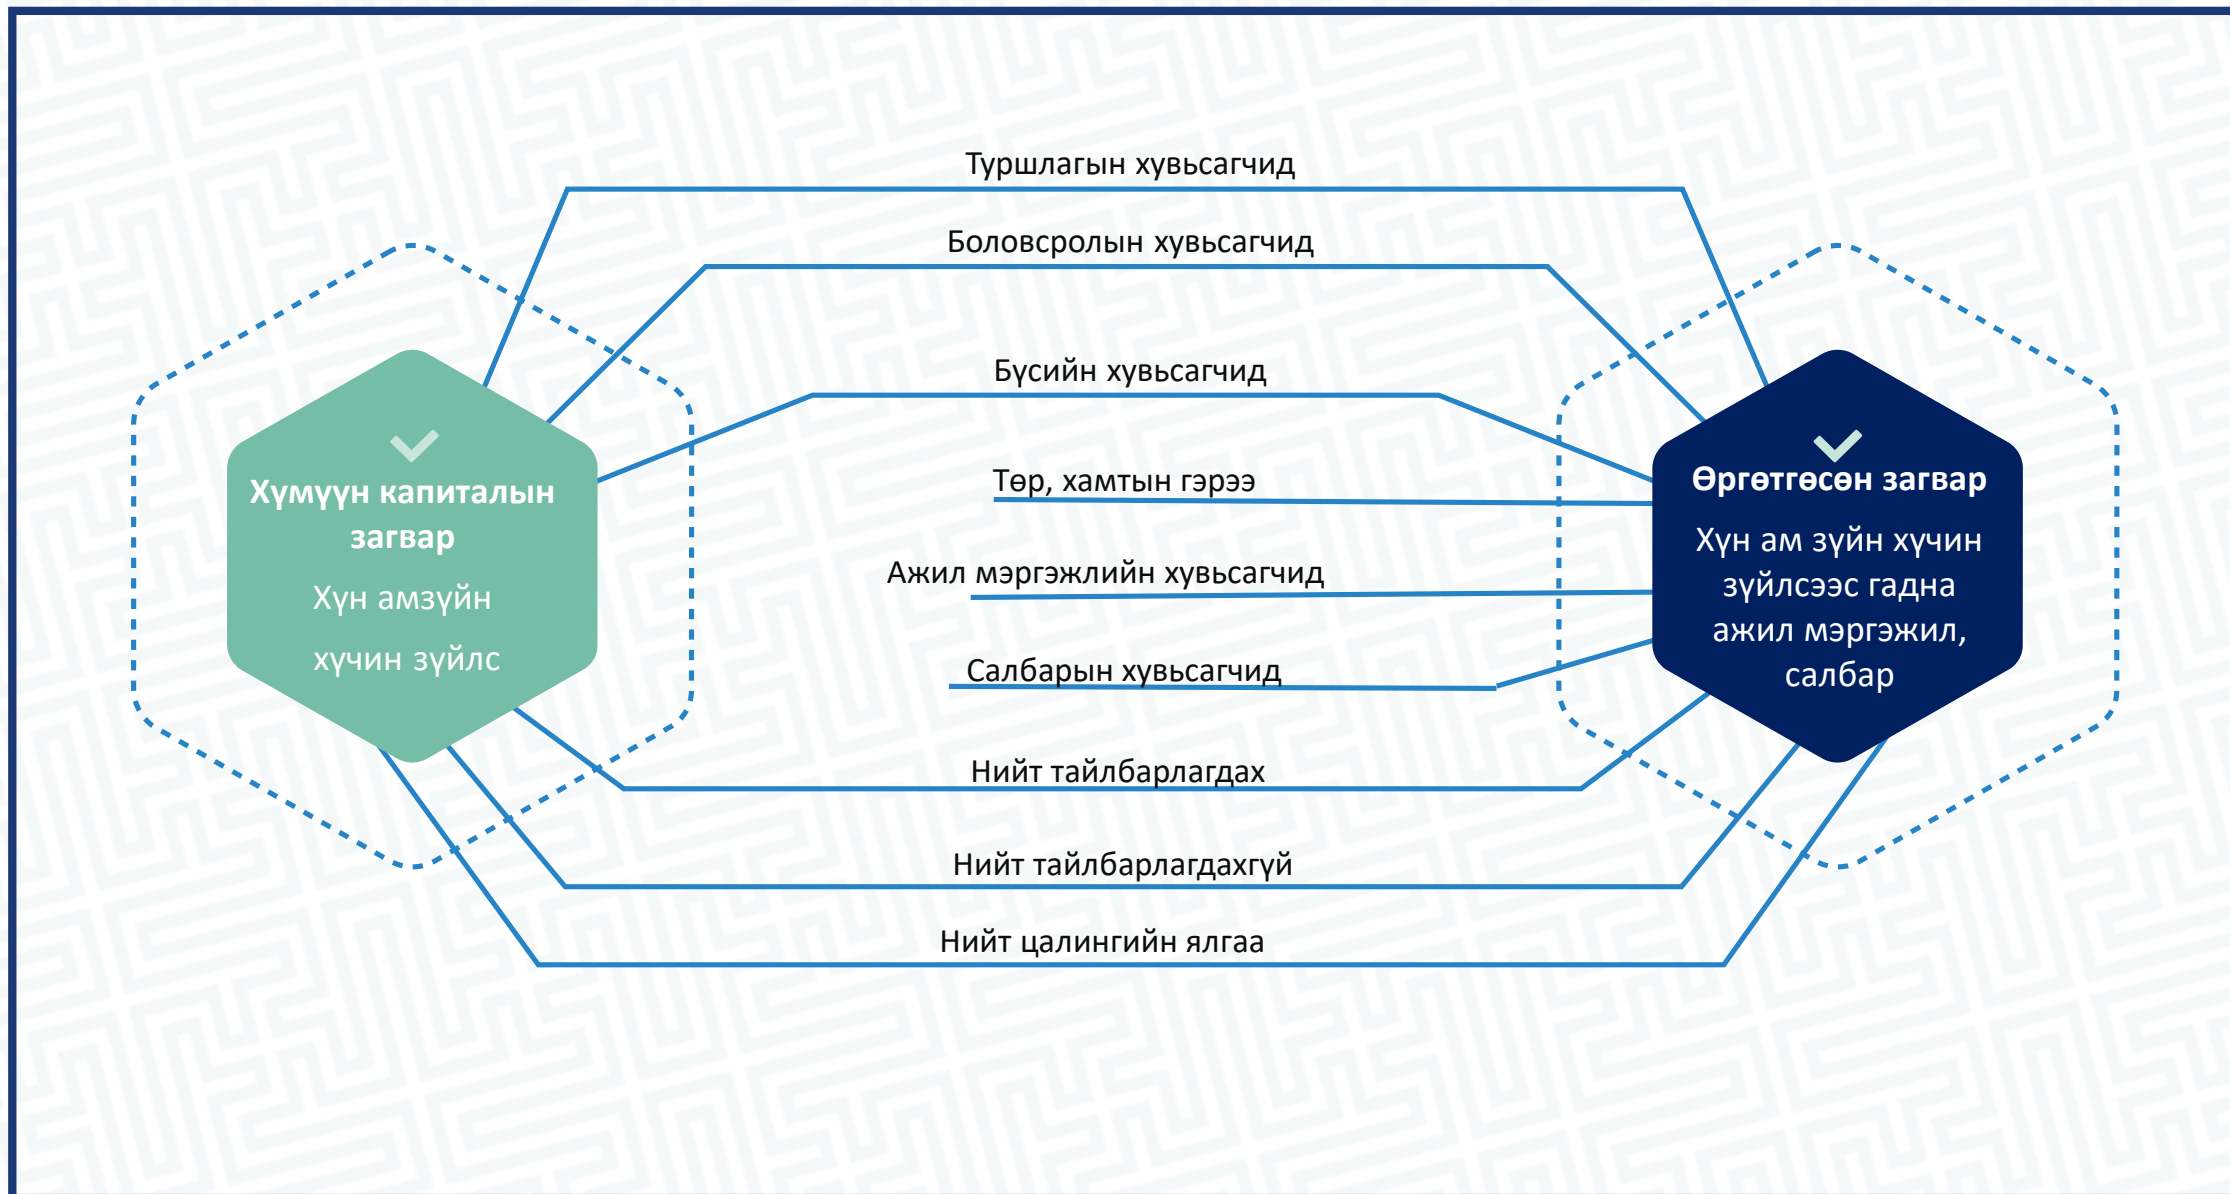 Туршлагын хувьсагчид
Боловсролын хувьсагчид
Бүсийн хувьсагчид
Төр, хамтын гэрээ
Ажил мэргэжлийн хувьсагчид
Салбарын хувьсагчид
Нийт тайлбарлагдах
Нийт тайлбарлагдахгүй
Нийт цалингийн ялгаа
Хүмүүн капиталын
загвар
Хүн амзүйн
хүчин зүйлс
Өргөтгөсөн загвар
Хүн ам зүйн хүчин
зүйлсээс гадна
ажил мэргэжил,
салбар